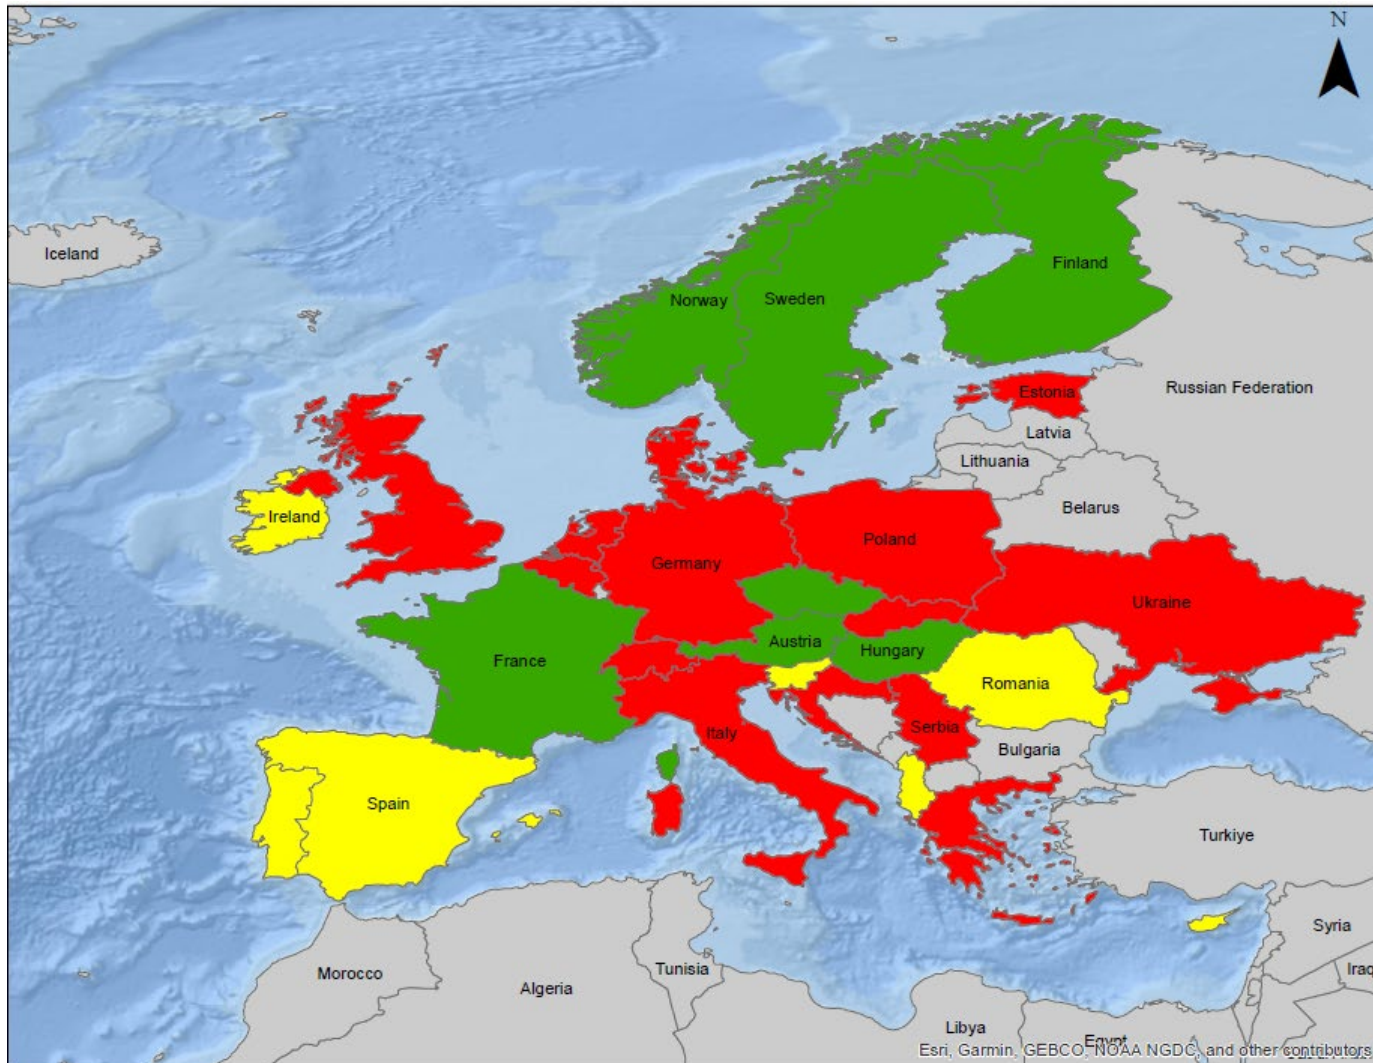 N
Iceland
Norway
Sweden
Finland
Russian Federation
Estonia
Latvia
Lithuania
Belarus
Ireland
Germany
Poland
Ukraine
France
Austria
Hungary
Romania
Italy
Serbia
Bulgaria
Spain
Turkiye
Syria
Iraq
Morocco
Algeria
Tunisia
Libya
Egypt
Esri, Garmin, GEBCO, NOAA NGDC, and other contributors